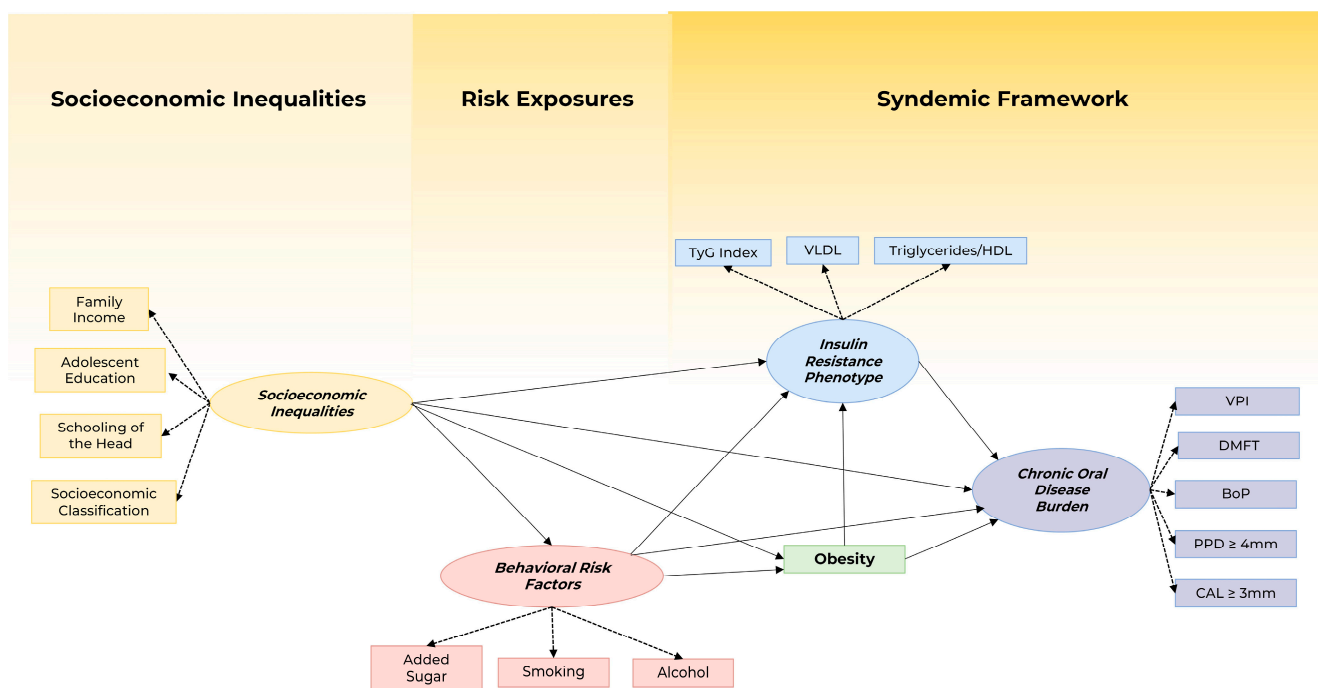 Socioeconomic Inequalities
Risk Exposures
Syndemic Framework
TyG Index
VLDL
Triglycerides/HDL
Family
Income
Adolescent
Education
Schooling of
the Head
Socioeconomic
Classification
Socioeconomic
Inequalities
Insulin
Resistance
Phenotype
Chronic Oral
Disease
Burden
VPI
DMFT
BoP
PPD ≥ 4mm
CAL ≥ 3mm
Behavioral Risk
Factors
Obesity
Added
Sugar
Smoking
Alcohol